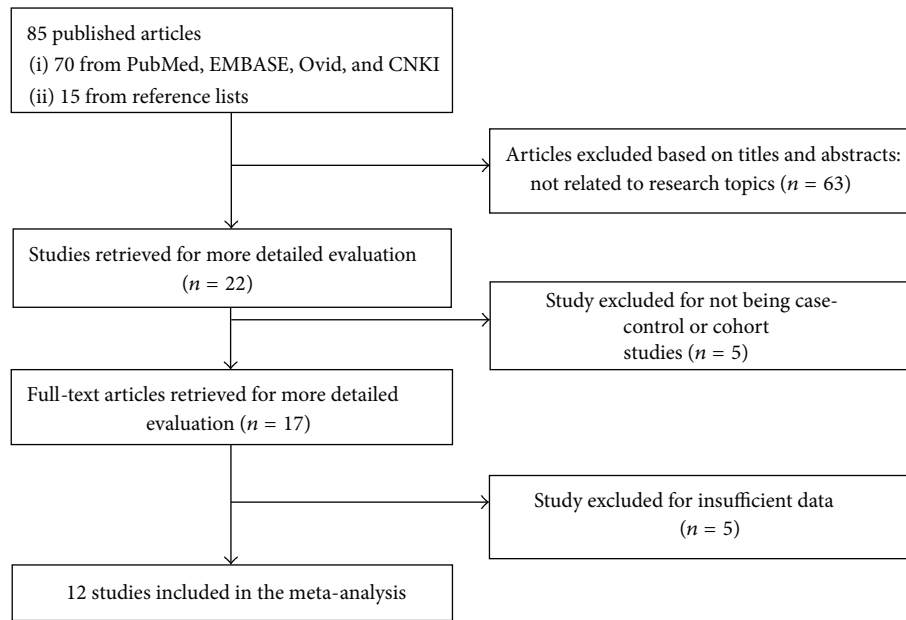 85 published articles
(i) 70 from PubMed, EMBASE, Ovid, and CNKI
(ii) 15 from reference lists
Articles excluded based on titles and abstracts:
not related to research topics (n = 63)
Studies retrieved for more detailed evaluation
(n = 22)
Study excluded for not being case-
control or cohort
studies (n = 5)
Full-text articles retrieved for more detailed
evaluation (n = 17)
Study excluded for insufficient data
(n = 5)
12 studies included in the meta-analysis